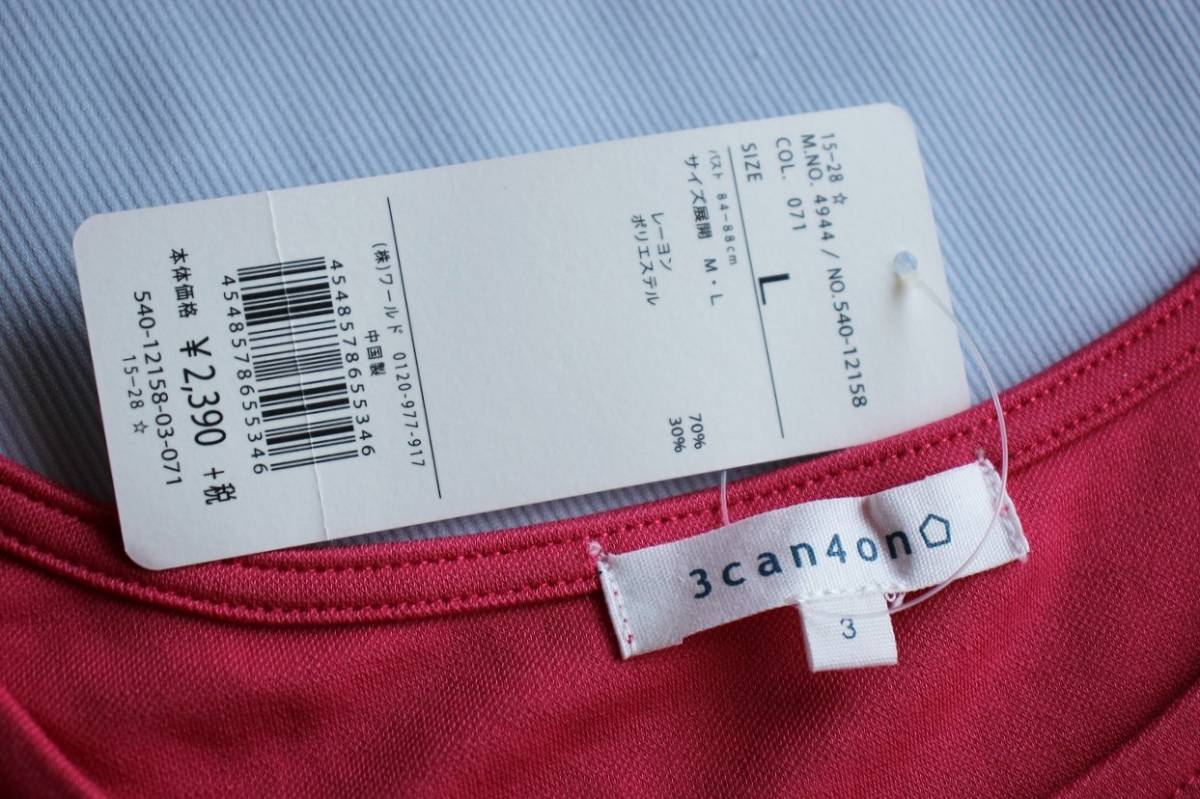 15-28 ☆
M.NO. 4944 / NO.540-12158
COL. 071
SIZE L
バスト 84-88cm
サイズ展開 M・L
レーヨン 70%
ポリエステル 30%
(株)ワールド 0120-977-917
中国製
4548578655346
4548578655346
本体価格 ¥2,390 +税
540-12158-03-071
15-28 ☆
3can4on
3